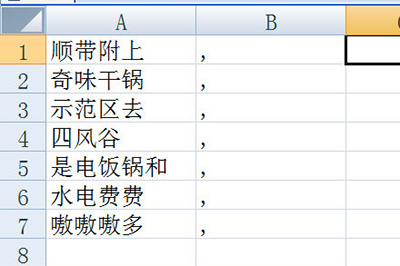 A B
1 顺带附上 ,
2 奇味干锅 ,
3 示范区去 ,
4 四风谷 ,
5 是电饭锅和 ,
6 水电费费 ,
7 嗷嗷嗷多 ,
8